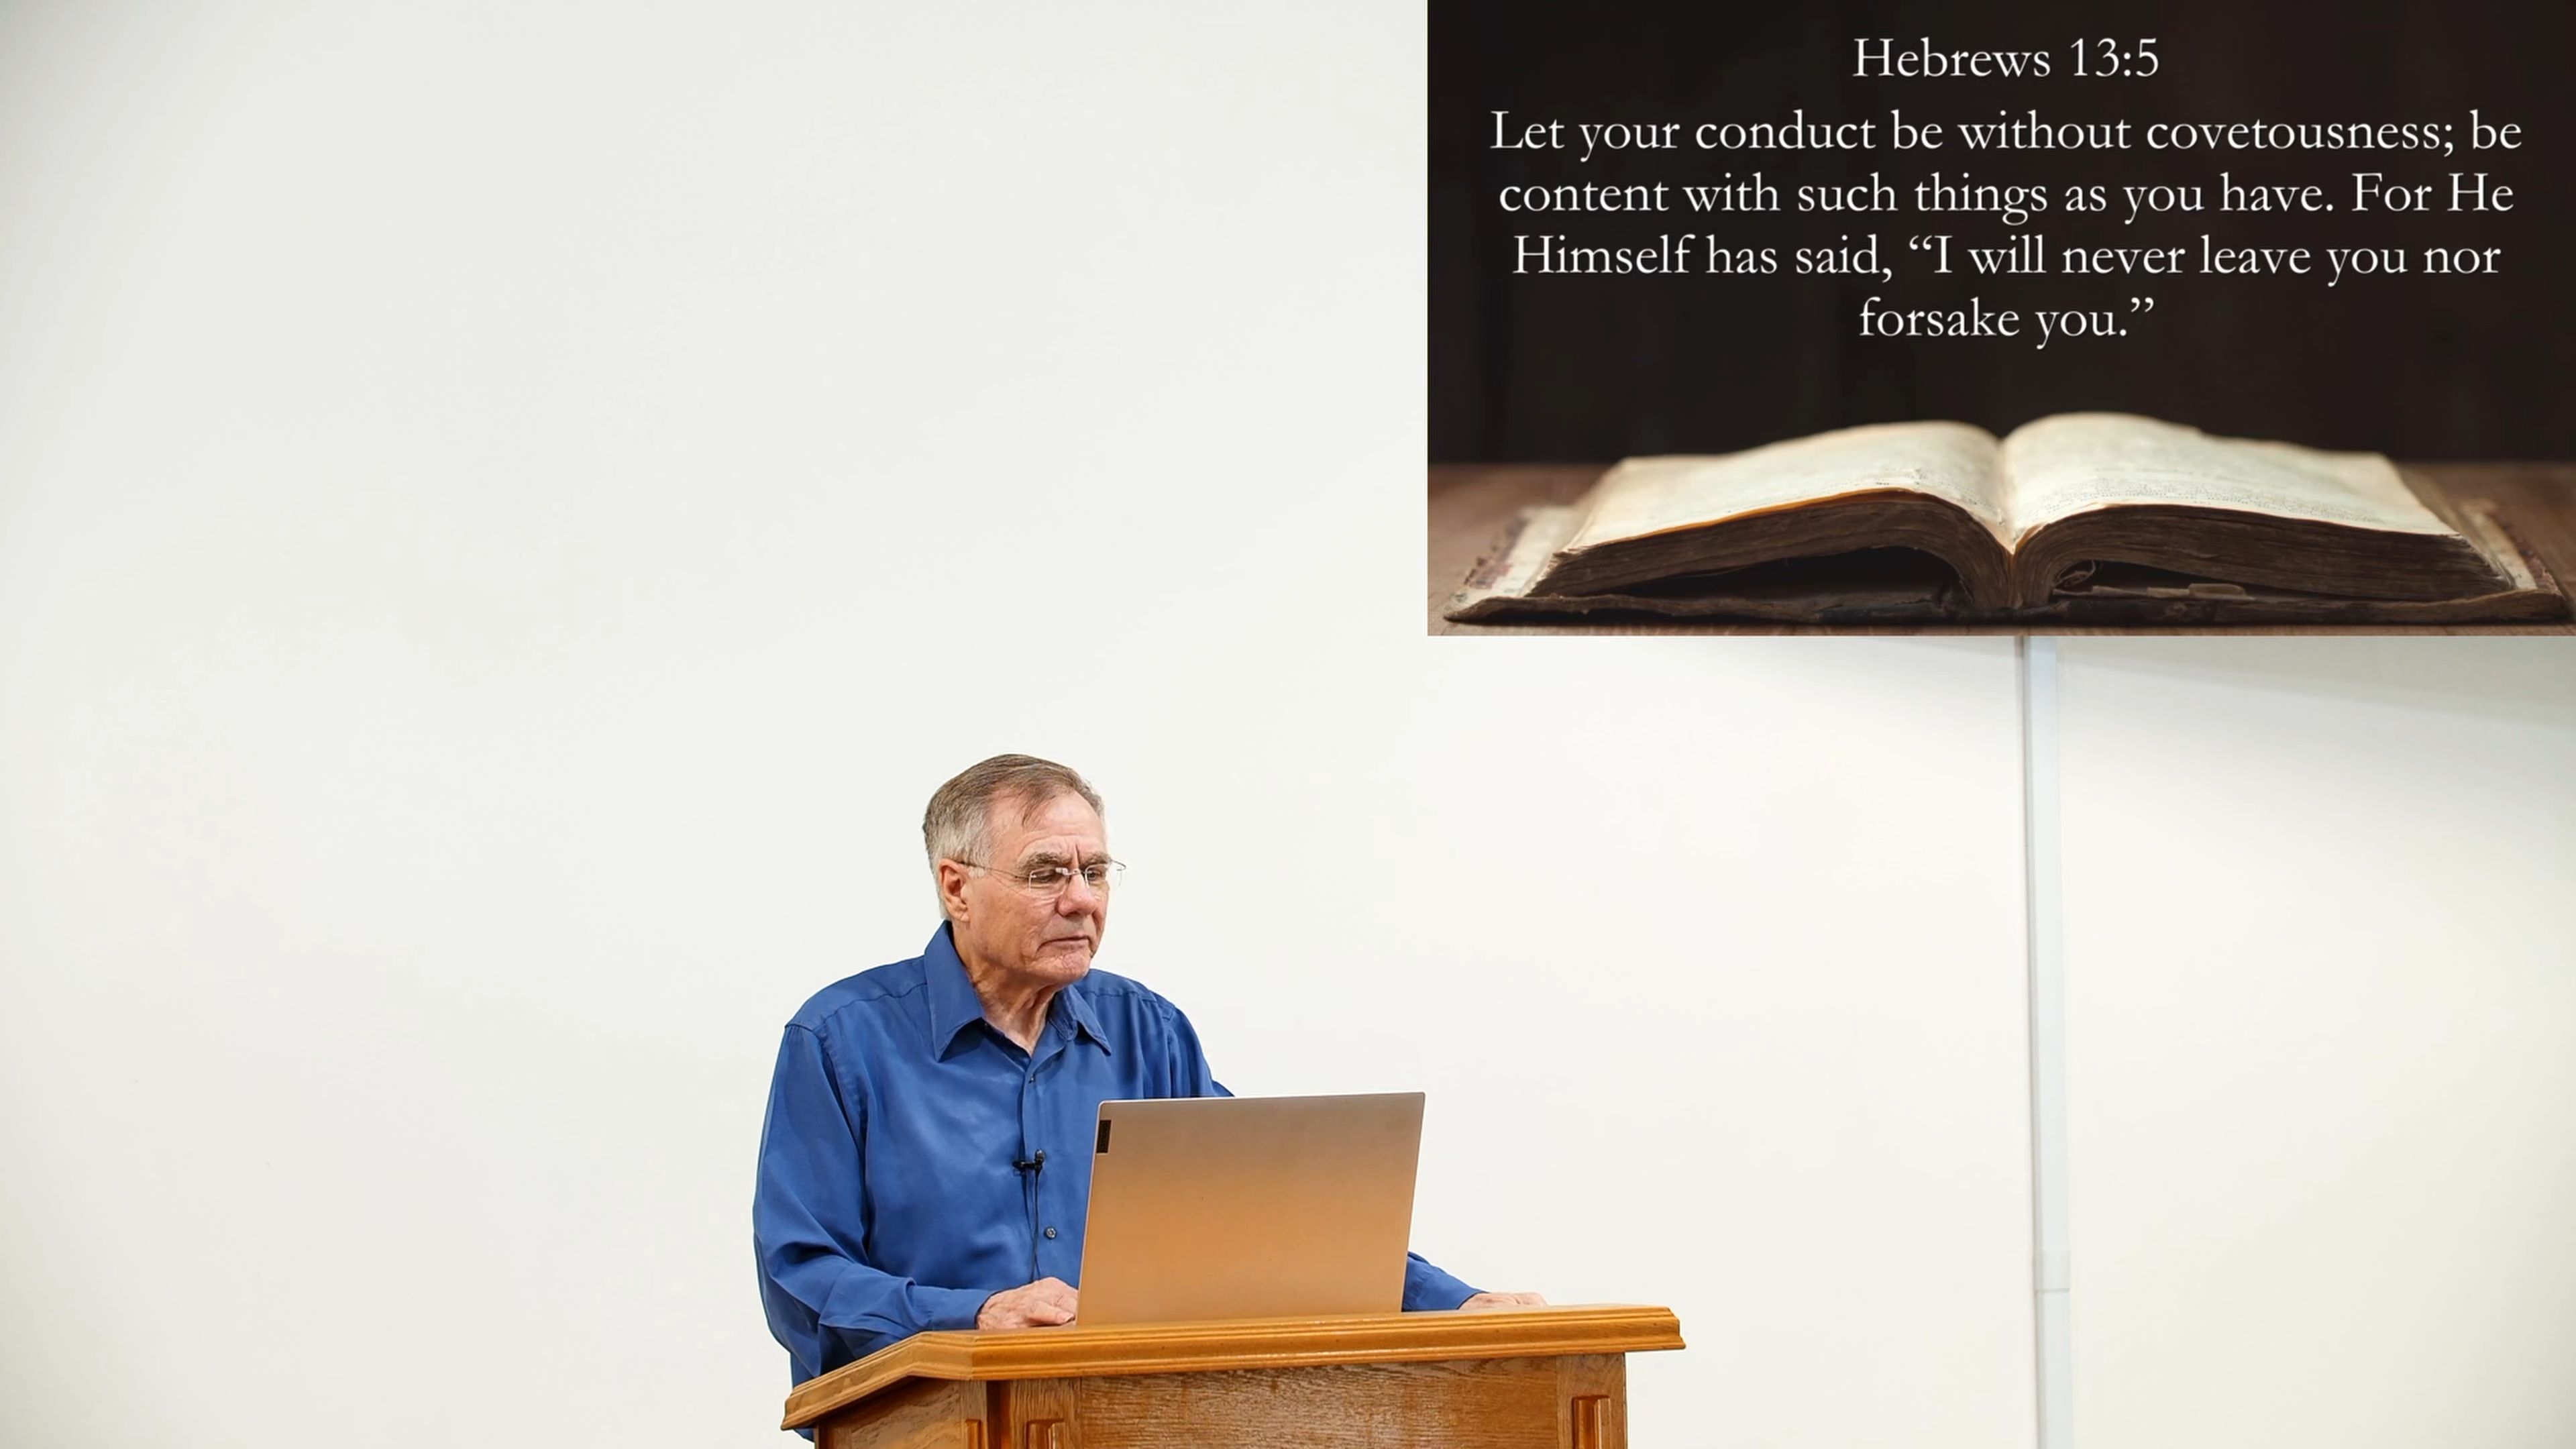 Hebrews 13:5
Let your conduct be without covetousness; be
content with such things as you have. For He
Himself has said, “I will never leave you nor
forsake you.”